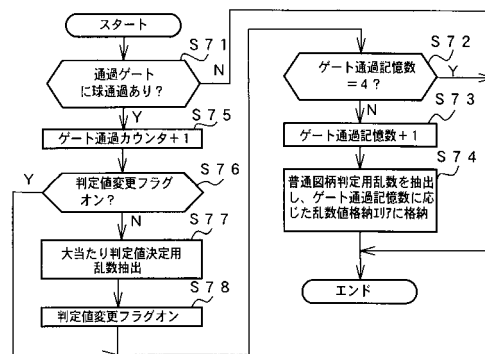 スタート
S71
通過ゲート
に球通過あり?
N
Y
S75
ゲート通過カウンタ+1
S76
Y
判定値変更フラグ
オン?
N
S77
大当たり判定値決定用
乱数抽出
S78
判定値変更フラグオン
S72
ゲート通過記憶数
=4?
Y
N
S73
ゲート通過記憶数+1
S74
普通図柄判定用乱数を抽出
し、ゲート通過記憶数に応
じた乱数値格納エリアに格納
エンド